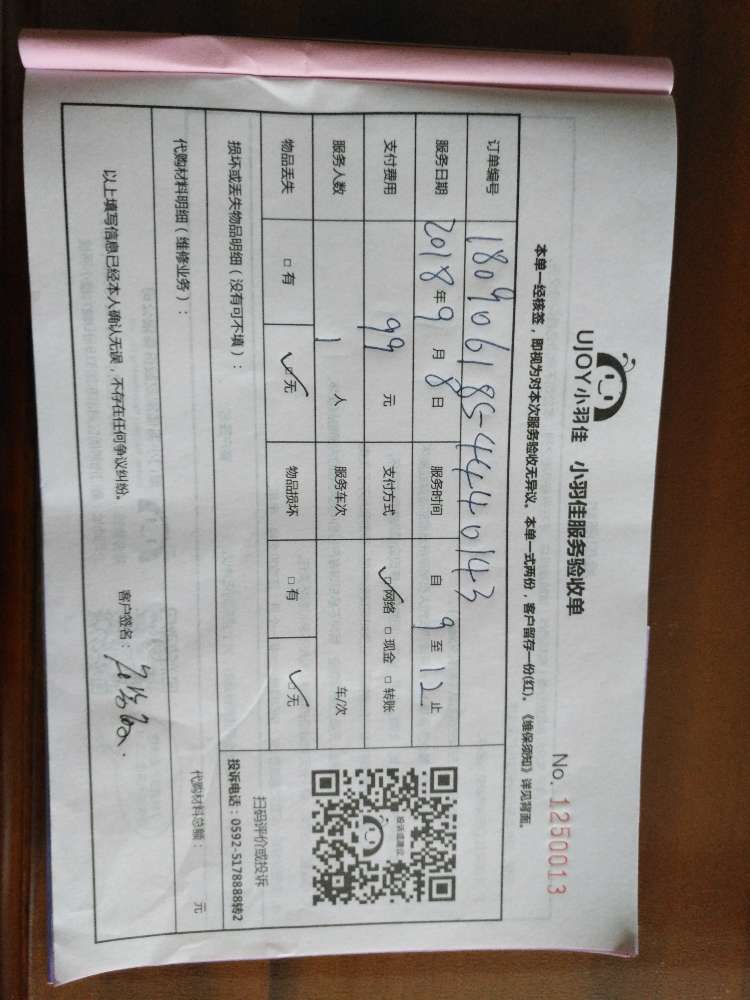 UJOY小羽佳 小羽佳服务验收单
No. 1250013
本单一经核签，即视为对本次服务验收无异议。本单一式两份，客户留存一份(红)。《维保须知》详见背面。
订单编号 18090618544440143
服务日期 2018年9月8日 服务时间 自9至12止
支付费用 99元 支付方式 ☑网络 □现金 □转账
服务人数 1人 服务车次 车/次
物品丢失 □有 ☑无 物品损坏 □有 ☑无
投诉或建议
扫码评价或投诉
投诉电话：0592-5178888转2
损坏或丢失物品明细（没有可不填）：
代购材料明细（维修业务）：
代购材料总额： 元
以上填写信息已经本人确认无误，不存在任何争议纠纷。
客户签名：